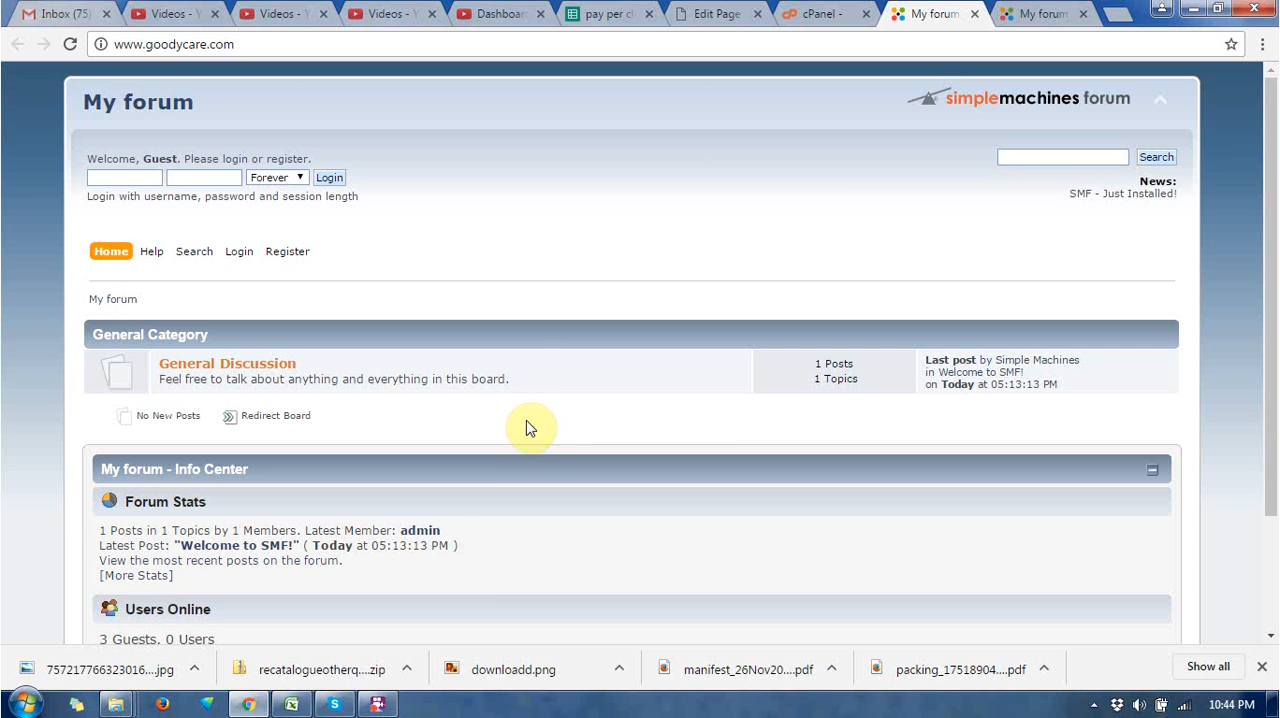 Inbox (75)
Videos - Y
Videos - Y
Videos - Y
Dashboar
pay per cl
Edit Page
cPanel -
My forum
My forum
www.goodycare.com
My forum
simplemachines forum
Welcome, Guest. Please login or register.
Forever
Login
Search
Login with username, password and session length
News:
SMF - Just Installed!
Home Help Search Login Register
My forum
General Category
General Discussion
Feel free to talk about anything and everything in this board.
1 Posts
1 Topics
Last post by Simple Machines
in Welcome to SMF!
on Today at 05:13:13 PM
No New Posts
Redirect Board
My forum - Info Center
Forum Stats
1 Posts in 1 Topics by 1 Members. Latest Member: admin
Latest Post: "Welcome to SMF!" ( Today at 05:13:13 PM )
View the most recent posts on the forum.
[More Stats]
Users Online
3 Guests, 0 Users
757217766323016....jpg
recatalogueotherq....zip
downloadd.png
manifest_26Nov20....pdf
packing_17518904....pdf
Show all
10:44 PM